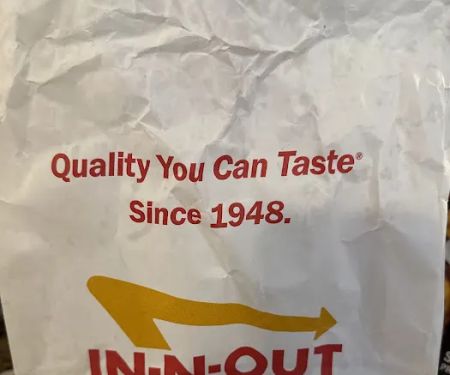 Quality You Can Taste®
Since 1948.
IN-N-OUT